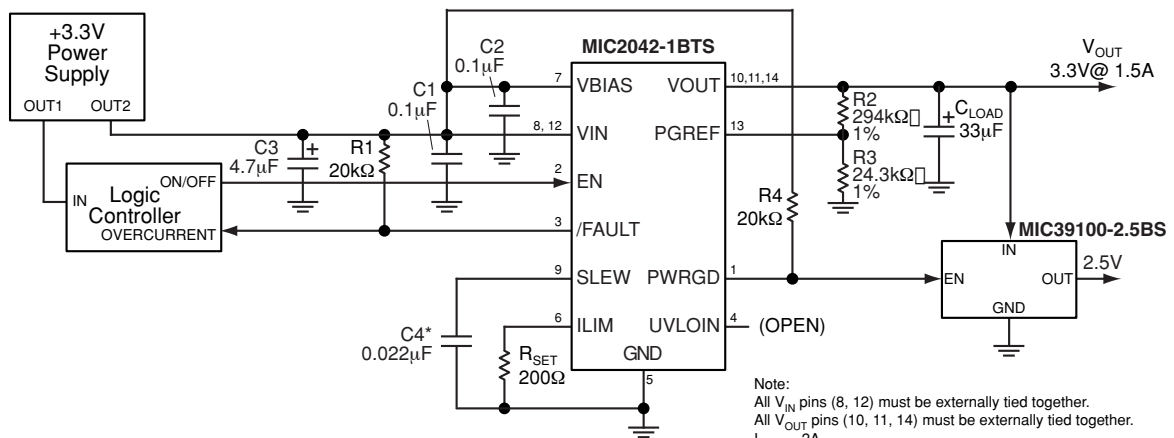 +3.3V
Power
Supply
OUT1 OUT2
MIC2042-1BTS
C2
0.1μF
C1
0.1μF
C3
4.7μF
+
R1
20kΩ
7 VBIAS
8, 12 VIN
2 EN
3 /FAULT
9 SLEW
6 ILIM
VOUT 10,11,14
PGREF 13
PWRGD 1
UVLOIN 4 (OPEN)
GND
5
ON/OFF
IN
Logic
Controller
OVERCURRENT
C4*
0.022μF
RSET
200Ω
R4
20kΩ
R2
294kΩ
1%
R3
24.3kΩ
1%
+
CLOAD
33μF
VOUT
3.3V@ 1.5A
MIC39100-2.5BS
IN
EN
OUT
GND
2.5V
Note:
All VIN pins (8, 12) must be externally tied together.
All VOUT pins (10, 11, 14) must be externally tied together.